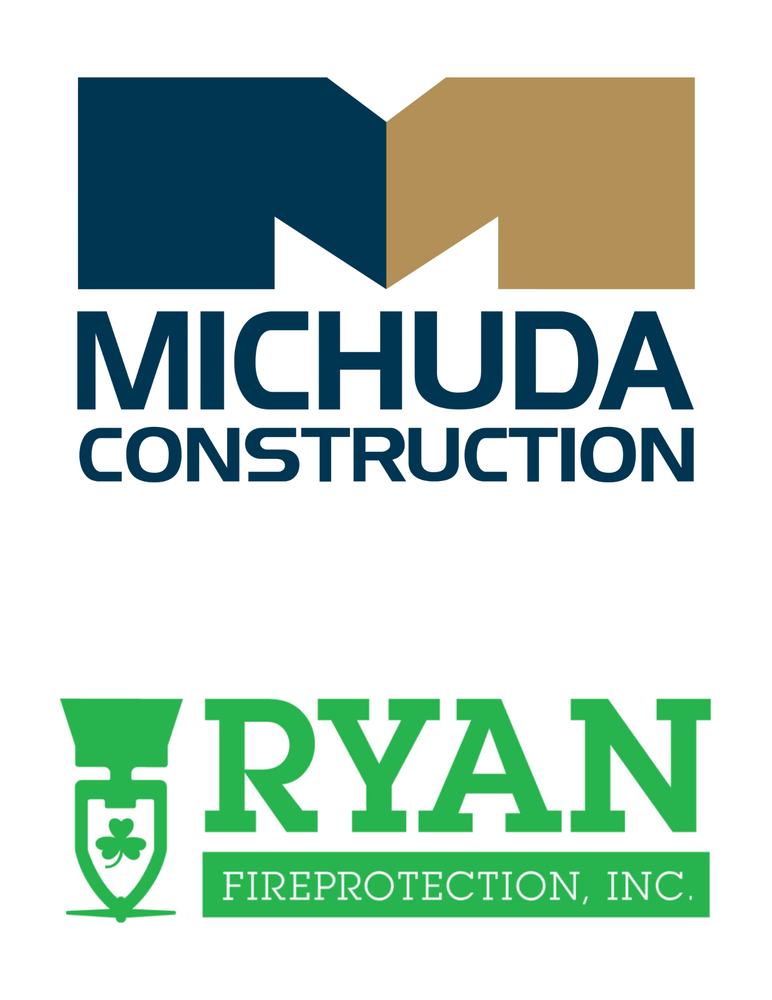 MICHUDA
CONSTRUCTION
RYAN
FIREPROTECTION, INC.